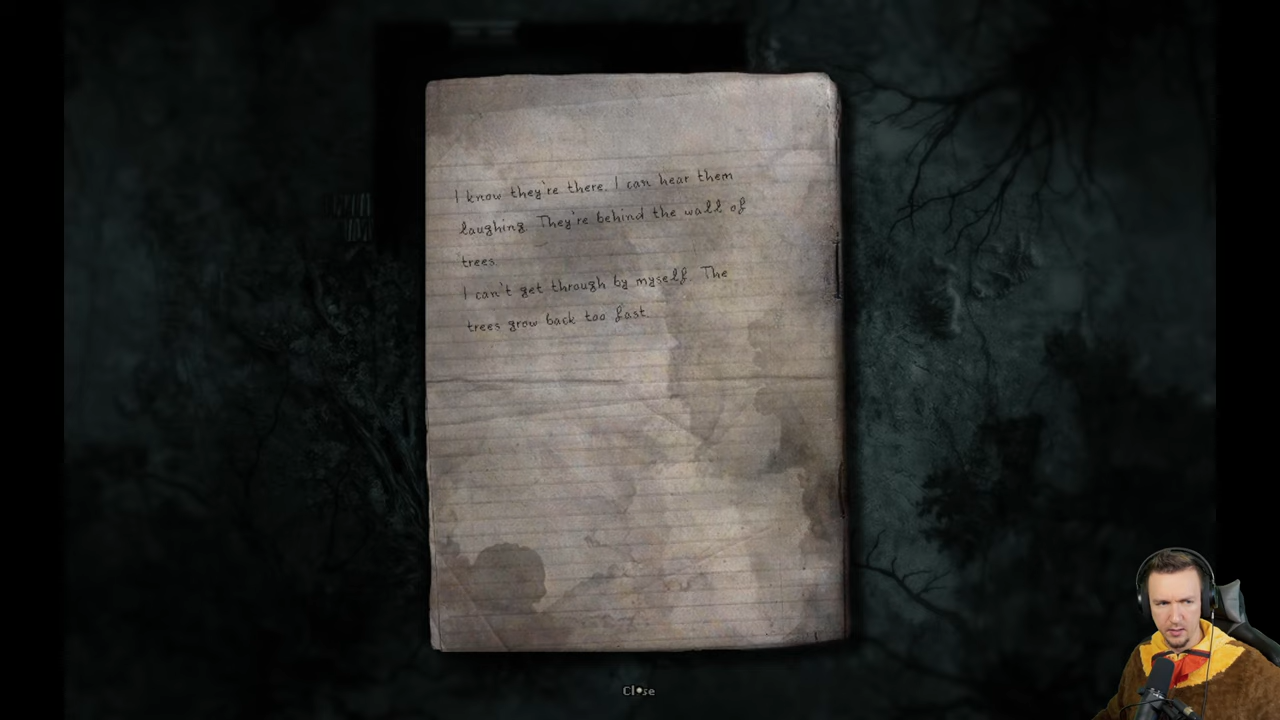 I know they're there. I can hear them
laughing. They're behind the wall of
trees.
I can't get through by myself. The
trees grow back too fast.
Close